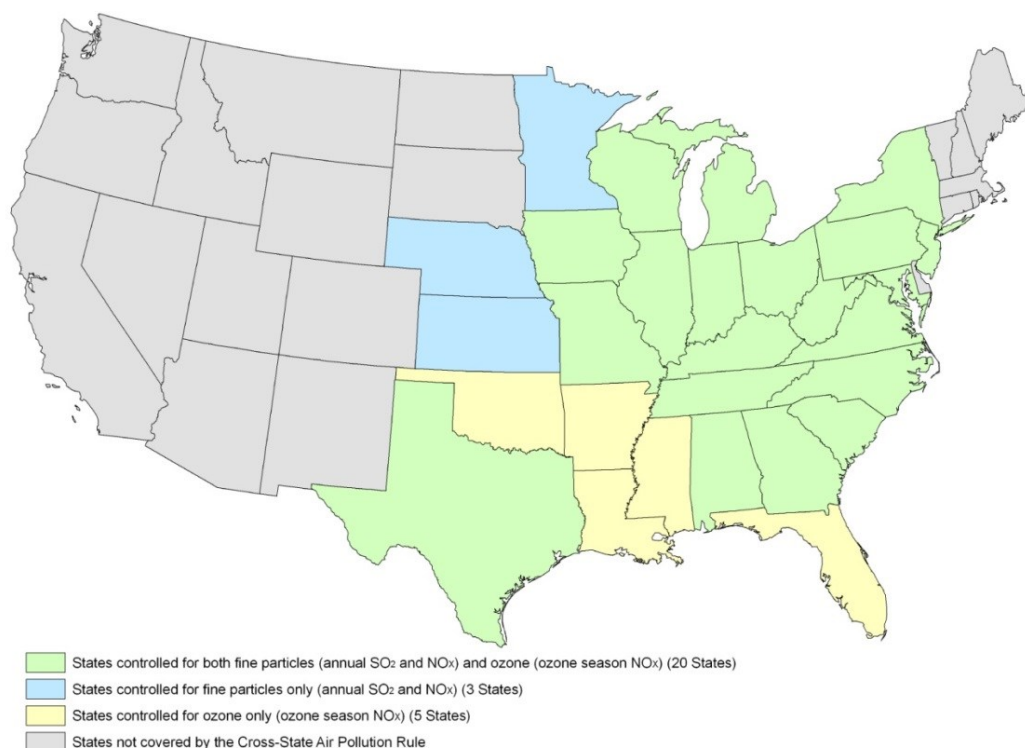 States controlled for both fine particles (annual SO₂ and NOx) and ozone (ozone season NOx) (20 States)
States controlled for fine particles only (annual SO₂ and NOx) (3 States)
States controlled for ozone only (ozone season NOx) (5 States)
States not covered by the Cross-State Air Pollution Rule